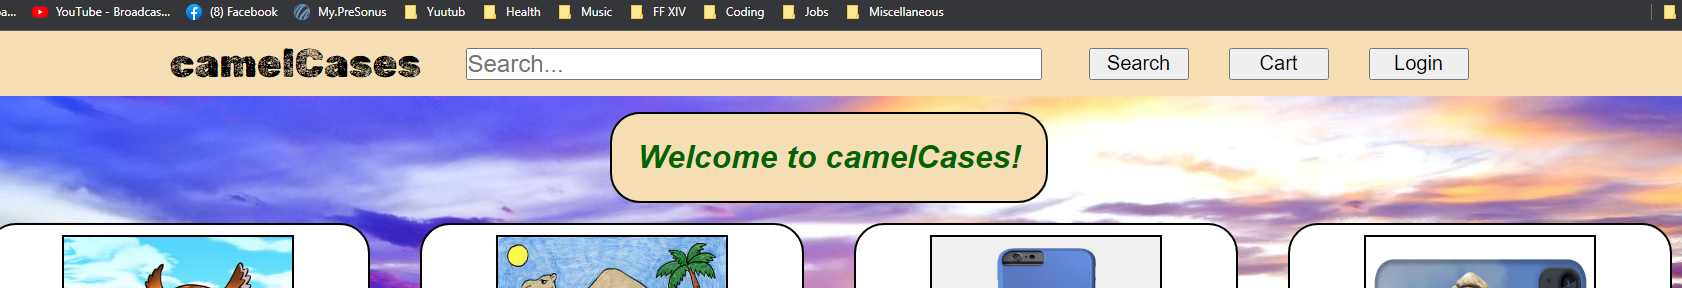 a... YouTube - Broadcas... (8) Facebook My.PreSonus Yuutub Health Music FF XIV Coding Jobs Miscellaneous
camelCases Search... Search Cart Login
Welcome to camelCases!